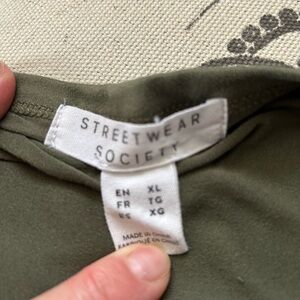 STREETWEAR
SOCIETY
EN XL
FR TG
ES XG
MADE IN CHINA
FABRIQUÉ EN CHINE